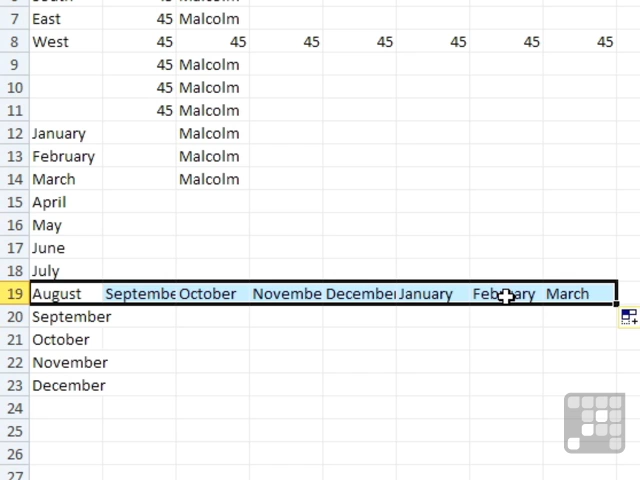 7 East 45 Malcolm
8 West 45 45 45 45 45 45 45
9 45 Malcolm
10 45 Malcolm
11 45 Malcolm
12 January Malcolm
13 February Malcolm
14 March Malcolm
15 April
16 May
17 June
18 July
19 August Septembe October Novembe December January February March
20 September
21 October
22 November
23 December
24
25
26
27